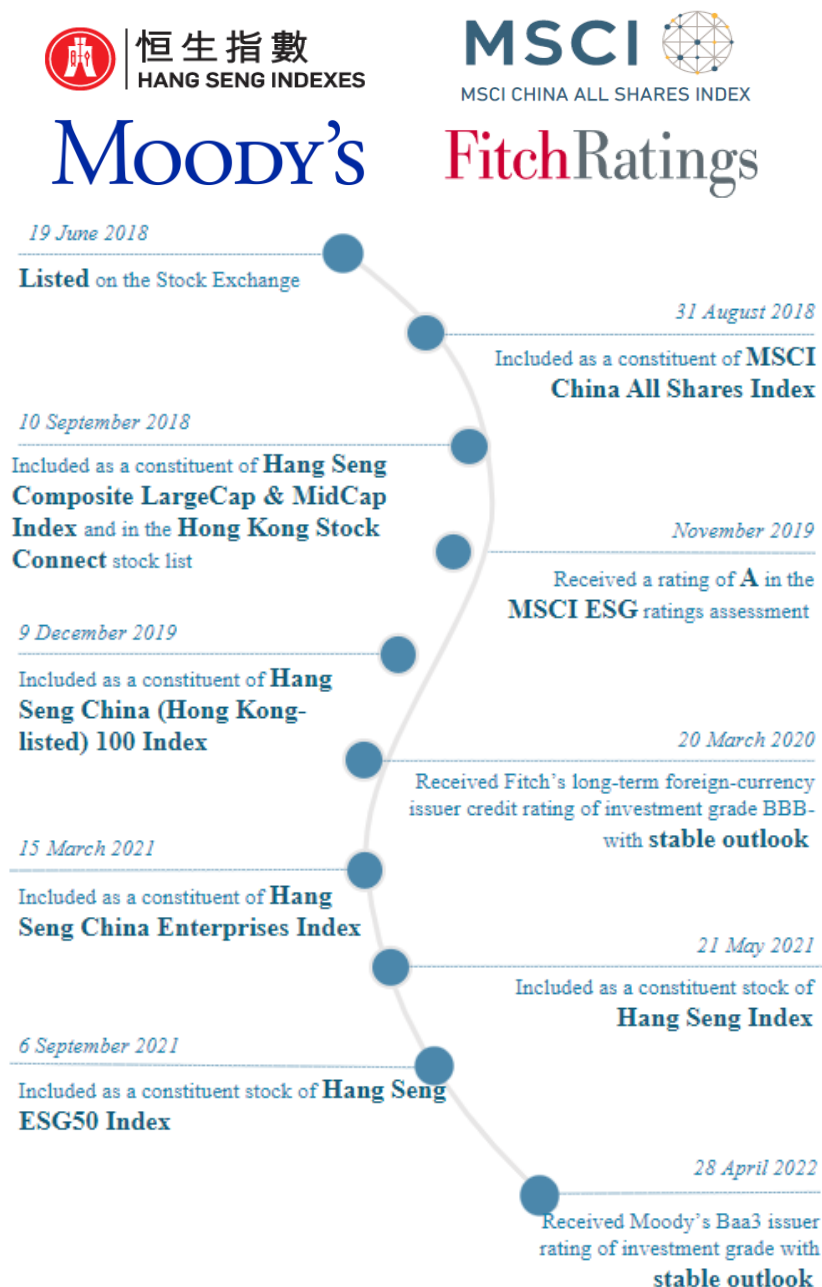 恒生指數
HANG SENG INDEXES
MSCI
MSCI CHINA ALL SHARES INDEX
MOODY'S
FitchRatings
19 June 2018
Listed on the Stock Exchange
31 August 2018
Included as a constituent of MSCI
China All Shares Index
10 September 2018
Included as a constituent of Hang Seng
Composite LargeCap & MidCap
Index and in the Hong Kong Stock
Connect stock list
November 2019
Received a rating of A in the
MSCI ESG ratings assessment
9 December 2019
Included as a constituent of Hang
Seng China (Hong Kong-
listed) 100 Index
20 March 2020
Received Fitch's long-term foreign-currency
issuer credit rating of investment grade BBB-
with stable outlook
15 March 2021
Included as a constituent of Hang
Seng China Enterprises Index
21 May 2021
Included as a constituent stock of
Hang Seng Index
6 September 2021
Included as a constituent stock of Hang Seng
ESG50 Index
28 April 2022
Received Moody's Baa3 issuer
rating of investment grade with
stable outlook